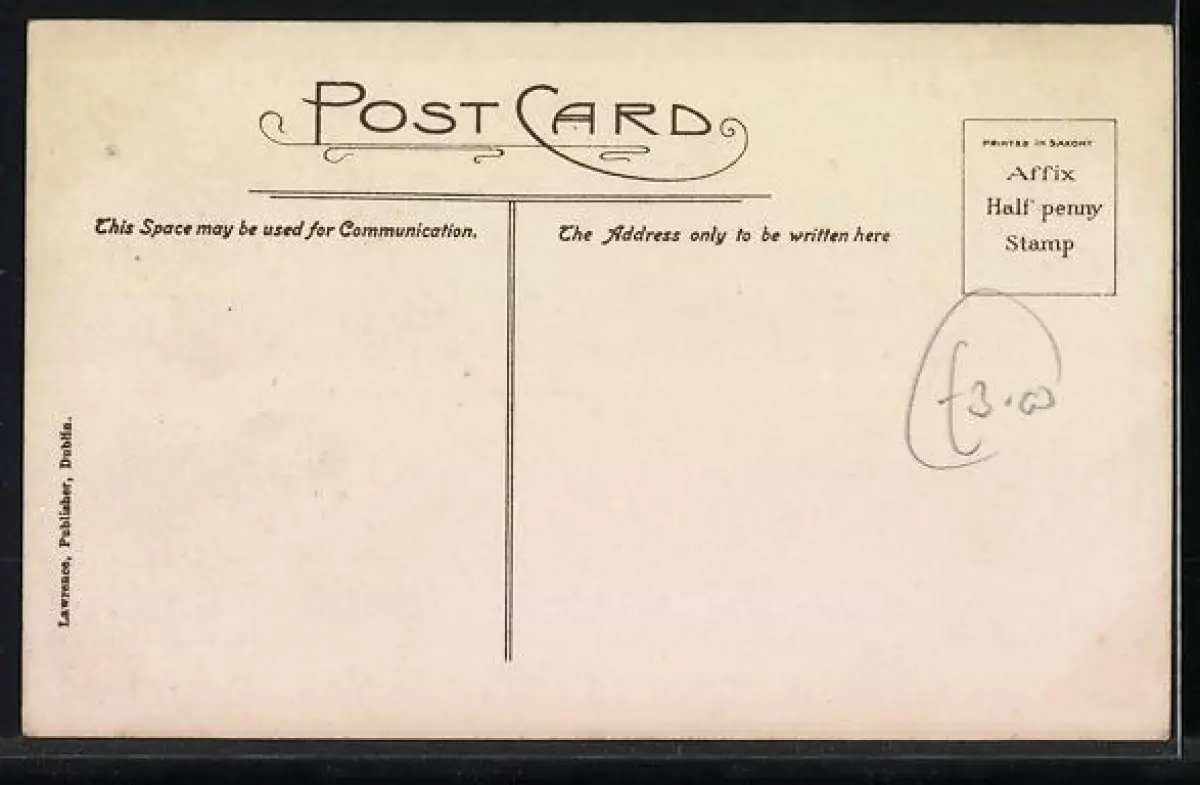 POST CARD
PRINTED IN SAXONY
Affix
Half penny
Stamp
This Space may be used for Communication.
The Address only to be written here
£3.00
Lawrence, Publisher, Dublin.